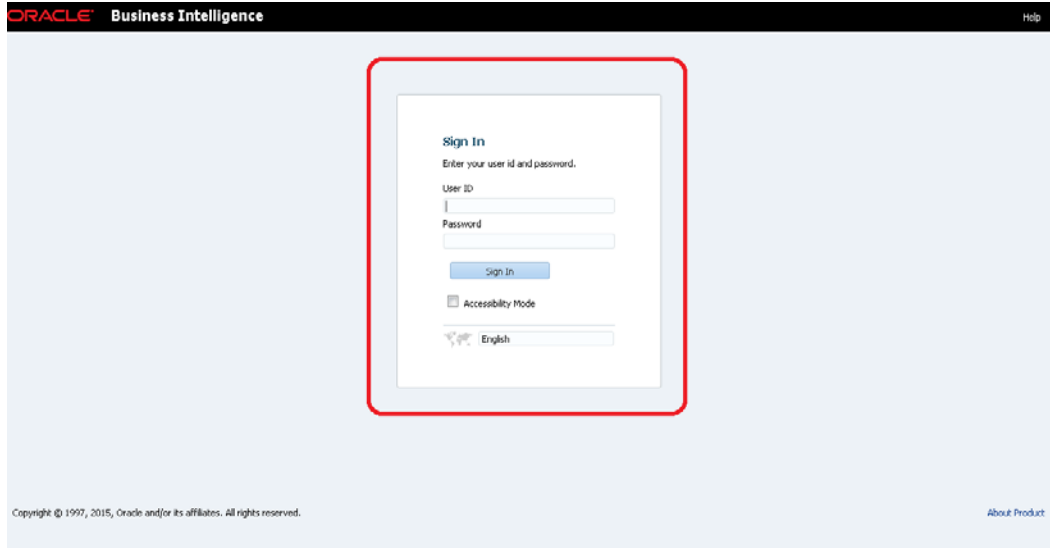 ORACLE® Business Intelligence Help
Sign In
Enter your user id and password.
User ID
Password
Sign In
Accessibility Mode
English
Copyright © 1997, 2015, Oracle and/or its affiliates. All rights reserved. About Product